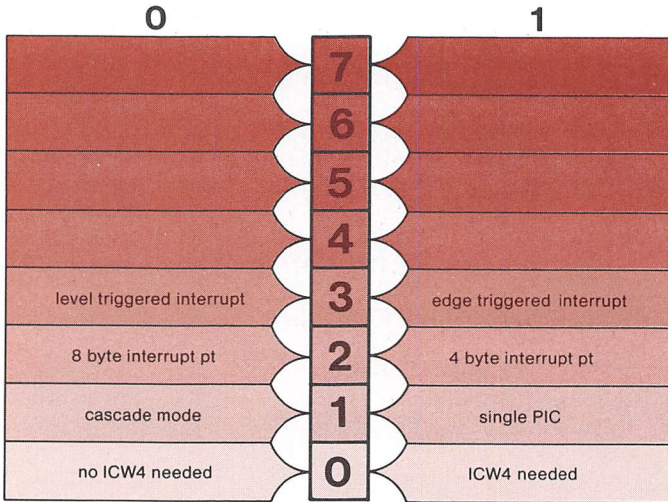 0 1
7
6
5
4
level triggered interrupt 3 edge triggered interrupt
8 byte interrupt pt 2 4 byte interrupt pt
cascade mode 1 single PIC
no ICW4 needed 0 ICW4 needed